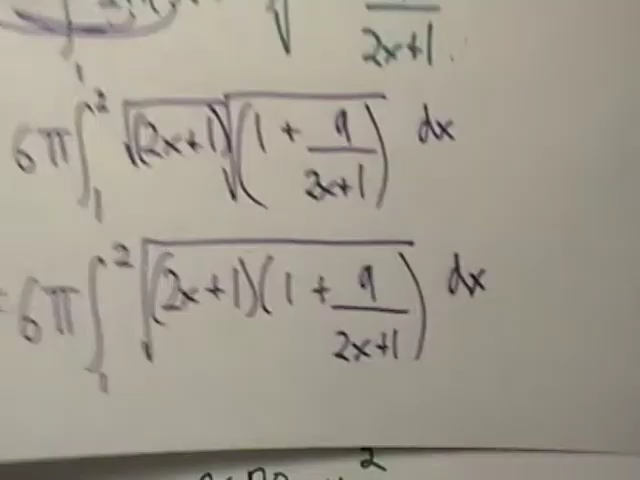 2x+1
6π∫₁² √(2x+1) √(1 + 9/(2x+1)) dx
= 6π∫₁² √((2x+1)(1 + 9/(2x+1))) dx
2